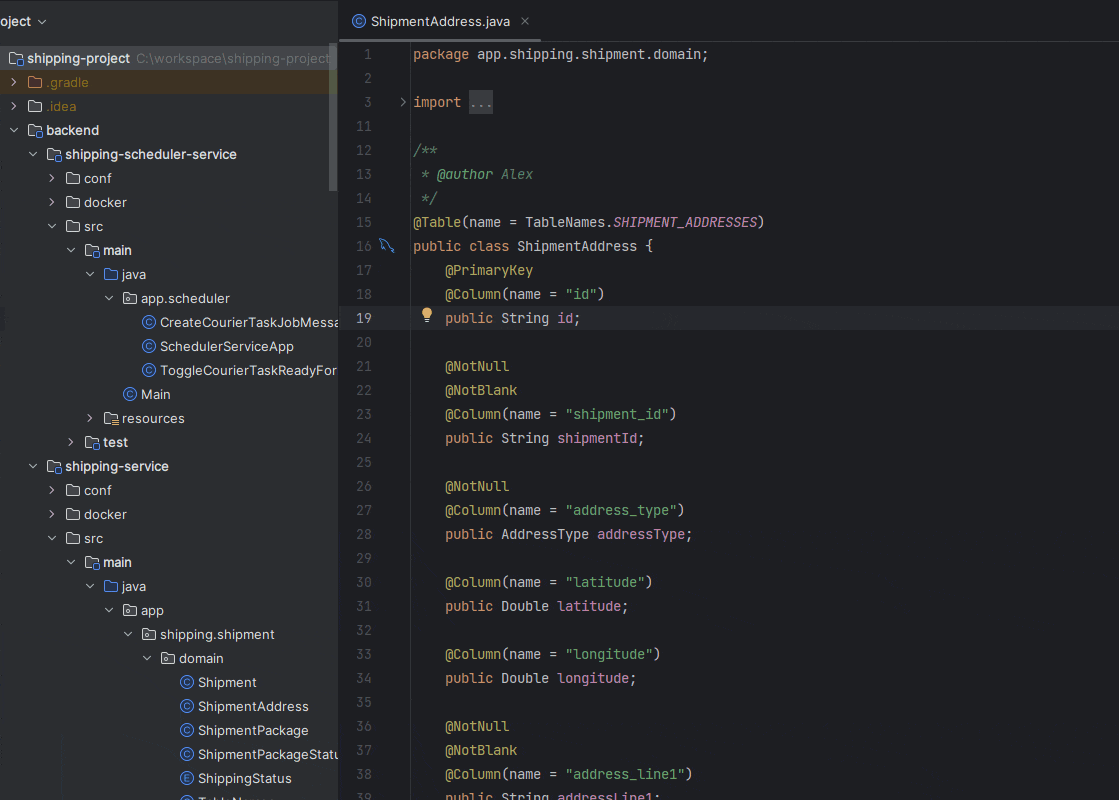 oject
shipping-project C:\workspace\shipping-project
.gradle
.idea
backend
shipping-scheduler-service
conf
docker
src
main
java
app.scheduler
CreateCourierTaskJobMessa
SchedulerServiceApp
ToggleCourierTaskReadyFor
Main
resources
test
shipping-service
conf
docker
src
main
java
app
shipping.shipment
domain
Shipment
ShipmentAddress
ShipmentPackage
ShipmentPackageStatu
ShippingStatus
ShipmentAddress.java
1 package app.shipping.shipment.domain;
2
3 import ...
11
12 /**
13 * @author Alex
14 */
15 @Table(name = TableNames.SHIPMENT_ADDRESSES)
16 public class ShipmentAddress {
17 @PrimaryKey
18 @Column(name = "id")
19 public String id;
20
21 @NotNull
22 @NotBlank
23 @Column(name = "shipment_id")
24 public String shipmentId;
25
26 @NotNull
27 @Column(name = "address_type")
28 public AddressType addressType;
29
30 @Column(name = "latitude")
31 public Double latitude;
32
33 @Column(name = "longitude")
34 public Double longitude;
35
36 @NotNull
37 @NotBlank
38 @Column(name = "address_line1")
39 public String addressLine1;